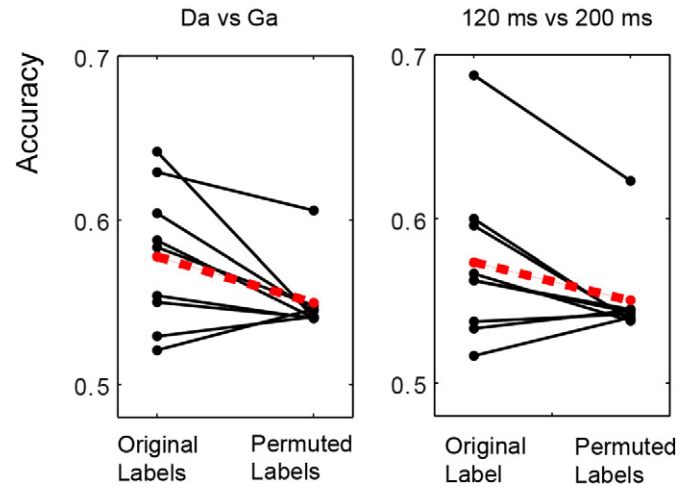 Da vs Ga
120 ms vs 200 ms
Accuracy
0.7
0.6
0.5
0.7
0.6
0.5
Original
Labels
Permuted
Labels
Original
Label
Permuted
Labels